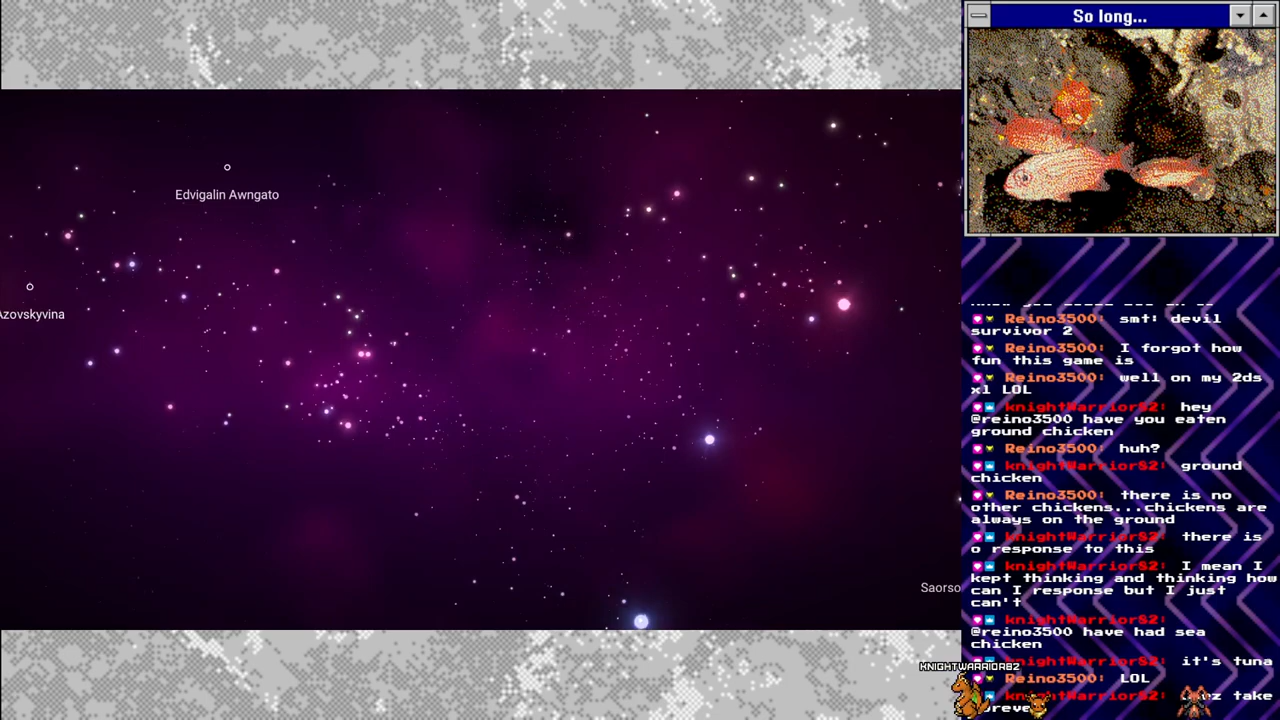 So long...
Edvigalin Awngato
Azovskyvina
Saorso
Reino3500: smt: devil
survivor 2
Reino3500: I forgot how
fun this game is
Reino3500: well on my 2ds
xl LOL
knightWarrior82: hey
@reino3500 have you eaten
ground chicken
Reino3500: huh?
knightWarrior82: ground
chicken
Reino3500: there is no
other chickens...chickens are
always on the ground
knightWarrior82: there is
o response to this
knightWarrior82: I mean I
kept thinking and thinking how
can I response but I just
can't
knightWarrior82:
@reino3500 have had sea
chicken
knightWarrior82: it's tuna
KNIGHTWARRIOR82
Reino3500: LOL
take